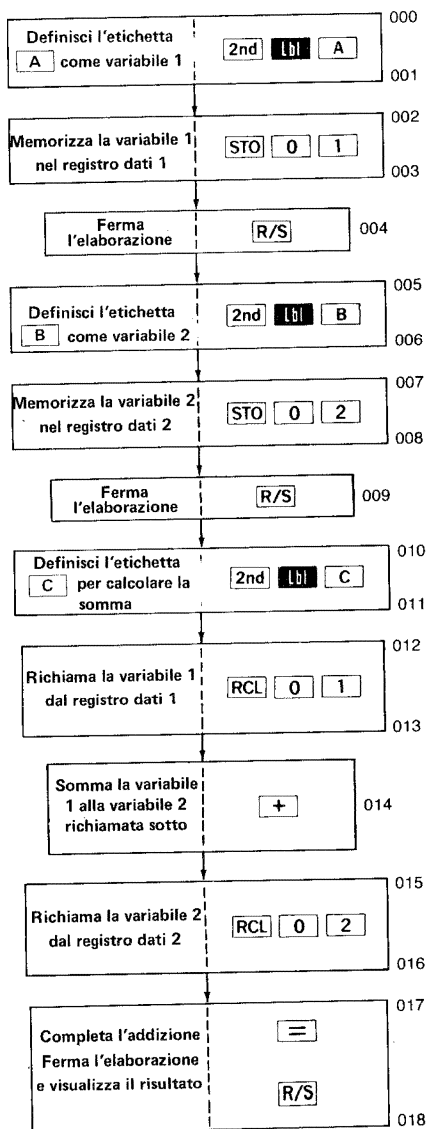 000
Definisci l'etichetta
A come variabile 1
2nd Lbl A
001
002
Memorizza la variabile 1
nel registro dati 1
STO 0 1
003
Ferma
l'elaborazione
R/S
004
005
Definisci l'etichetta
B come variabile 2
2nd Lbl B
006
007
Memorizza la variabile 2
nel registro dati 2
STO 0 2
008
Ferma
l'elaborazione
R/S
009
010
Definisci l'etichetta
C per calcolare la
somma
2nd Lbl C
011
012
Richiama la variabile 1
dal registro dati 1
RCL 0 1
013
Somma la variabile
1 alla variabile 2
richiamata sotto
+
014
015
Richiama la variabile 2
dal registro dati 2
RCL 0 2
016
017
Completa l'addizione
=
Ferma l'elaborazione
e visualizza il risultato
R/S
018